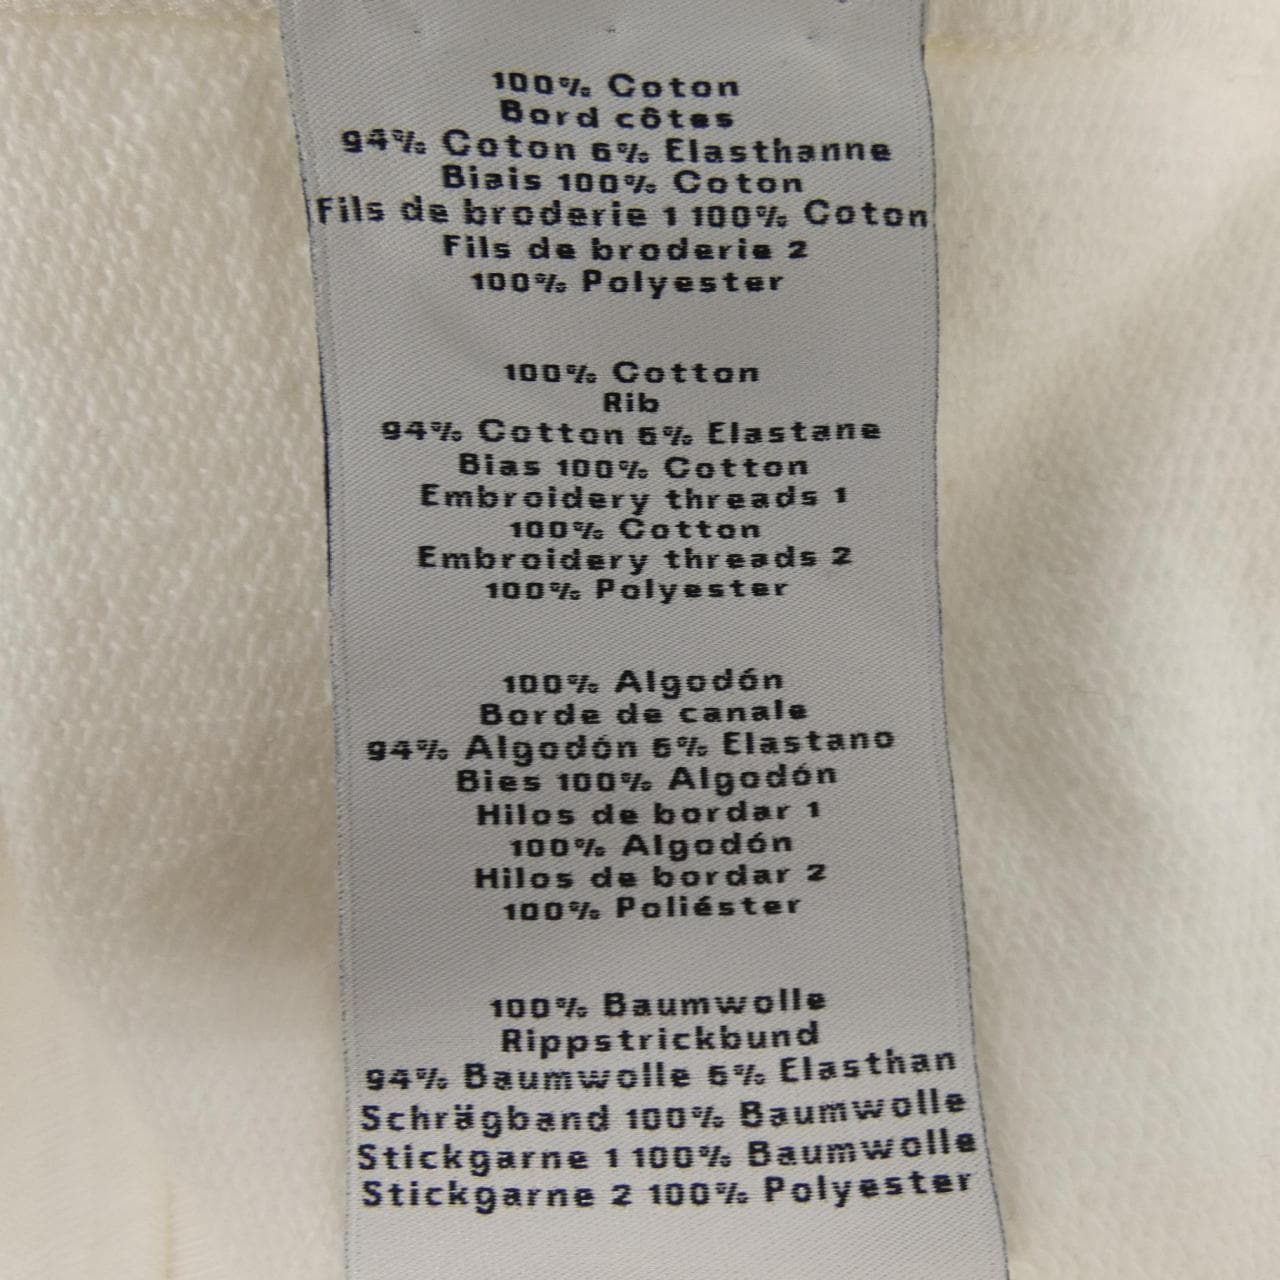 100% Coton
Bord côtes
94% Coton 6% Elasthanne
Biais 100% Coton
Fils de broderie 1 100% Coton
Fils de broderie 2
100% Polyester
100% Cotton
Rib
94% Cotton 6% Elastane
Bias 100% Cotton
Embroidery threads 1
100% Cotton
Embroidery threads 2
100% Polyester
100% Algodón
Borde de canale
94% Algodón 6% Elastano
Bies 100% Algodón
Hilos de bordar 1
100% Algodón
Hilos de bordar 2
100% Poliéster
100% Baumwolle
Rippstrickbund
94% Baumwolle 6% Elasthan
Schrägband 100% Baumwolle
Stickgarne 1 100% Baumwolle
Stickgarne 2 100% Polyester